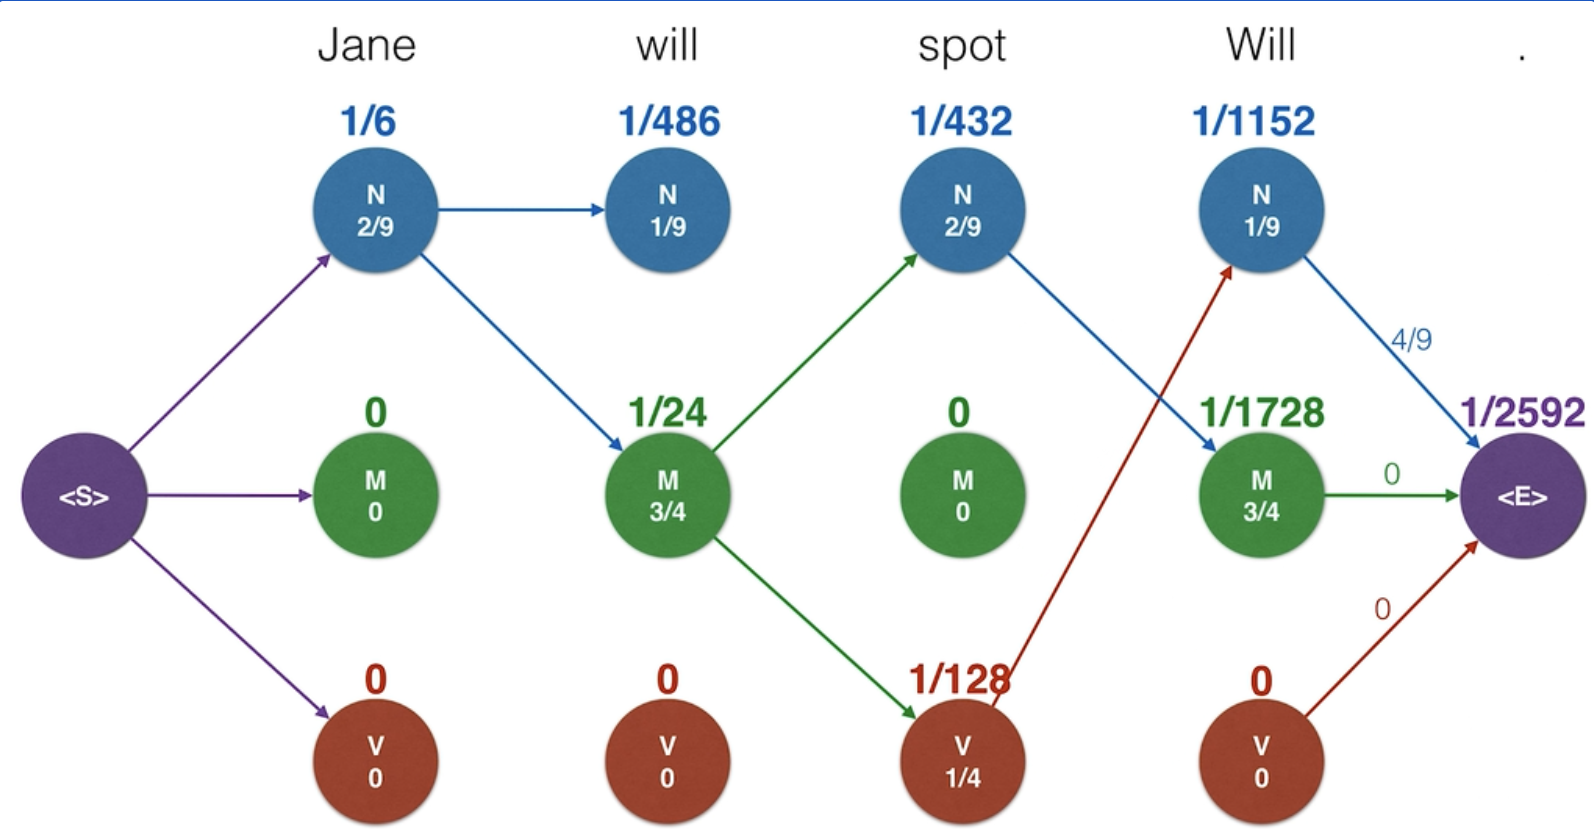 Jane will spot Will .
1/6 1/486 1/432 1/1152
N N N N
2/9 1/9 2/9 1/9
4/9
0 1/24 0 1/1728 1/2592
0
<S> M M M M <E>
0 3/4 0 3/4
0
0 0 1/128 0
V V V V
0 0 1/4 0